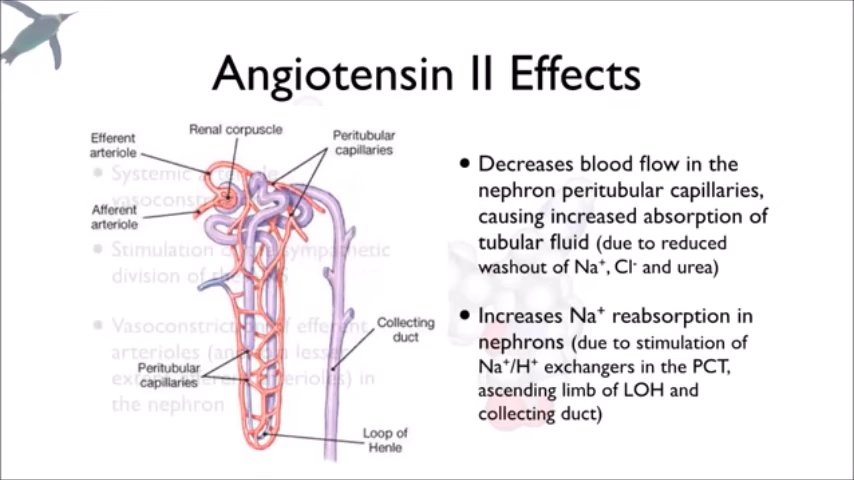 Angiotensin II Effects
Efferent
arteriole
Renal corpuscle
Peritubular
capillaries
Afferent
arteriole
Collecting
duct
Peritubular
capillaries
Loop of
Henle
• Systemic
• Stimulation of the sympathetic
division of the
• Vasoconstriction of efferent
arterioles (and to a lesser
extent afferent arterioles) in
the nephron
• Decreases blood flow in the
nephron peritubular capillaries,
causing increased absorption of
tubular fluid (due to reduced
washout of Na⁺, Cl⁻ and urea)
• Increases Na⁺ reabsorption in
nephrons (due to stimulation of
Na⁺/H⁺ exchangers in the PCT,
ascending limb of LOH and
collecting duct)